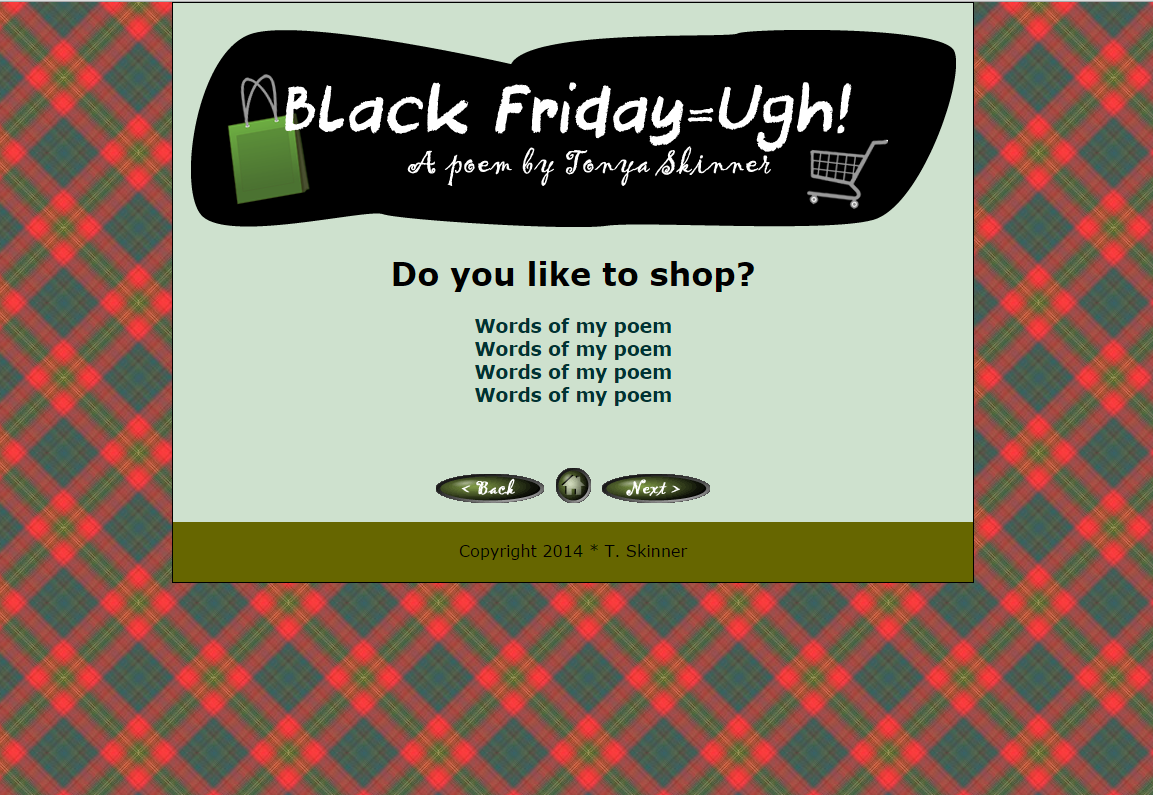 Black Friday=Ugh!
A poem by Tonya Skinner
Do you like to shop?
Words of my poem
Words of my poem
Words of my poem
Words of my poem
< Back
Next >
Copyright 2014 * T. Skinner